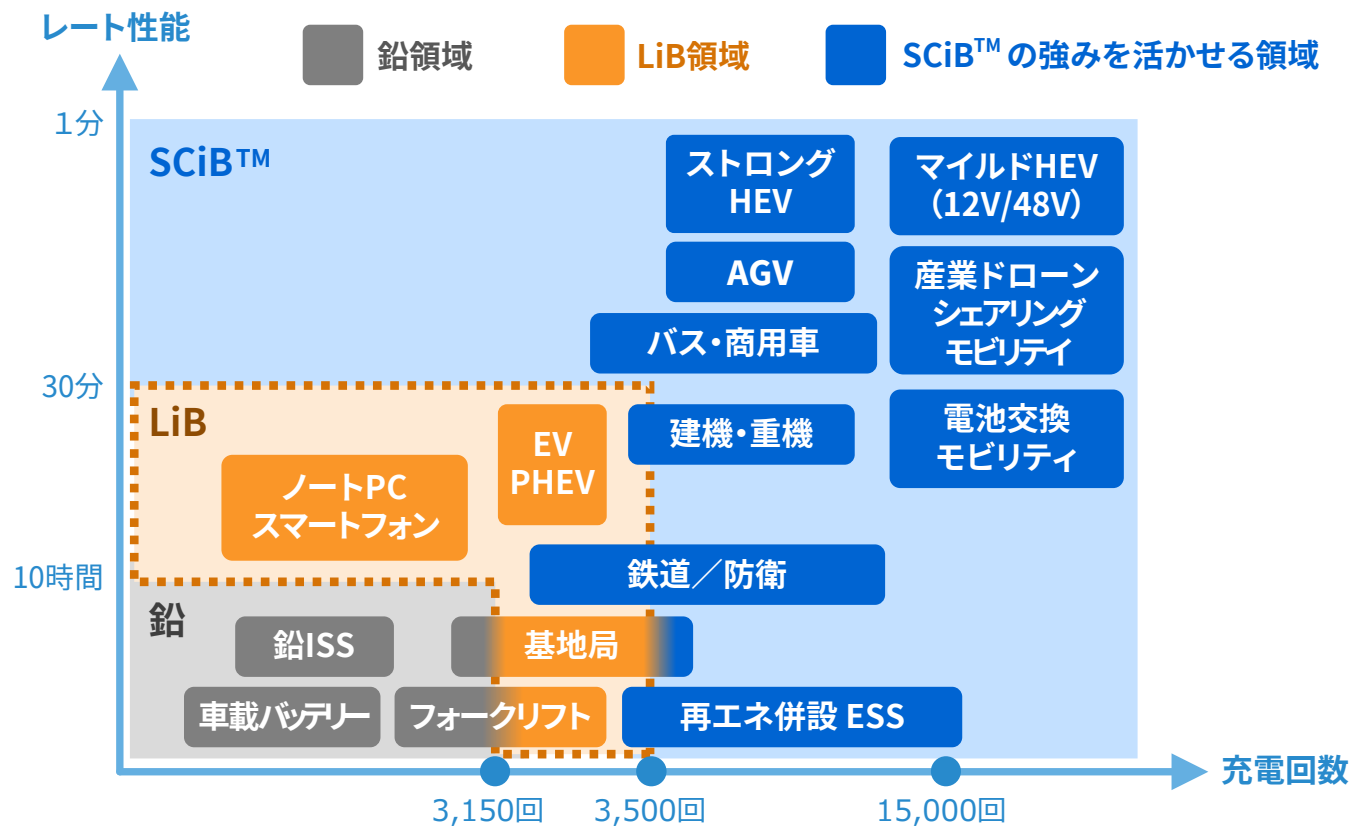 レート性能
鉛領域
LiB領域
SCiB™ の強みを活かせる領域
1分
SCiB™
ストロング
HEV
マイルドHEV
（12V/48V）
AGV
産業ドローン
シェアリング
モビリテイ
バス・商用車
30分
LiB
EV
PHEV
建機・重機
電池交換
モビリティ
ノートPC
スマートフォン
10時間
鉄道／防衛
鉛
鉛ISS
基地局
車載バッテリー
フォークリフト
再エネ併設 ESS
充電回数
3,150回
3,500回
15,000回